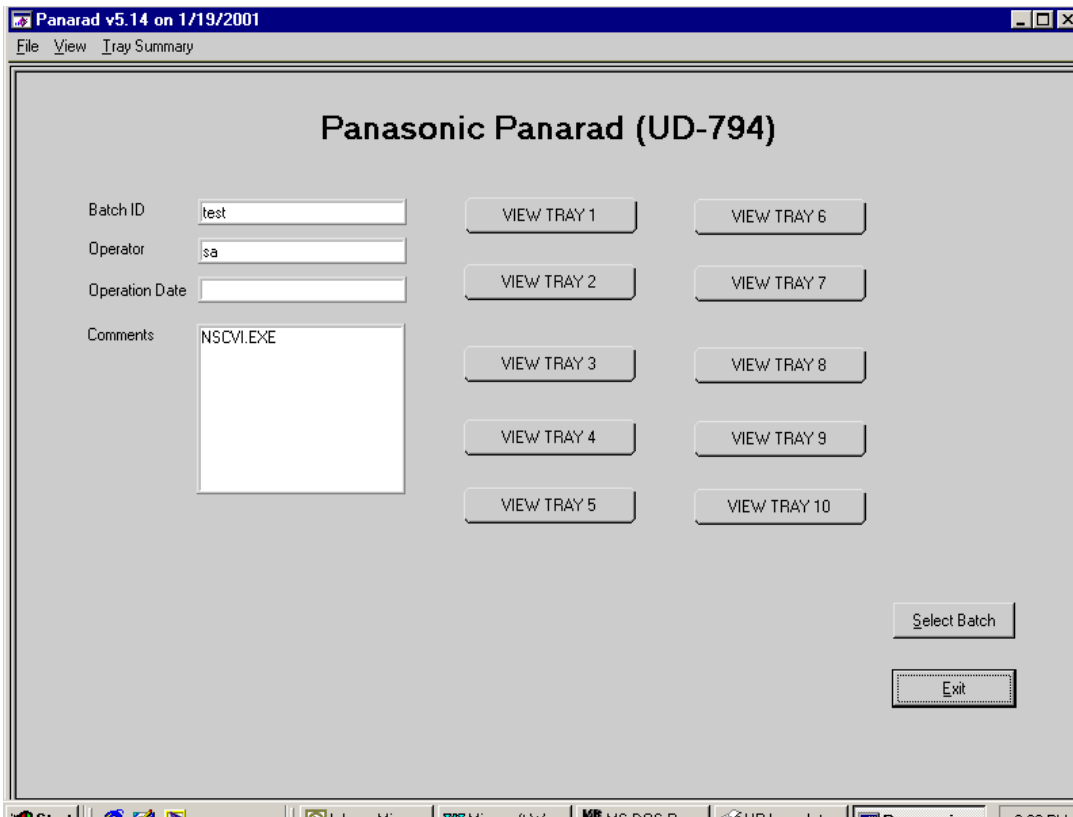 Panarad v5.14 on 1/19/2001
File View Tray Summary
Panasonic Panarad (UD-794)
Batch ID test
Operator sa
Operation Date
Comments NSCVI.EXE
VIEW TRAY 1
VIEW TRAY 2
VIEW TRAY 3
VIEW TRAY 4
VIEW TRAY 5
VIEW TRAY 6
VIEW TRAY 7
VIEW TRAY 8
VIEW TRAY 9
VIEW TRAY 10
Select Batch
Exit
Start